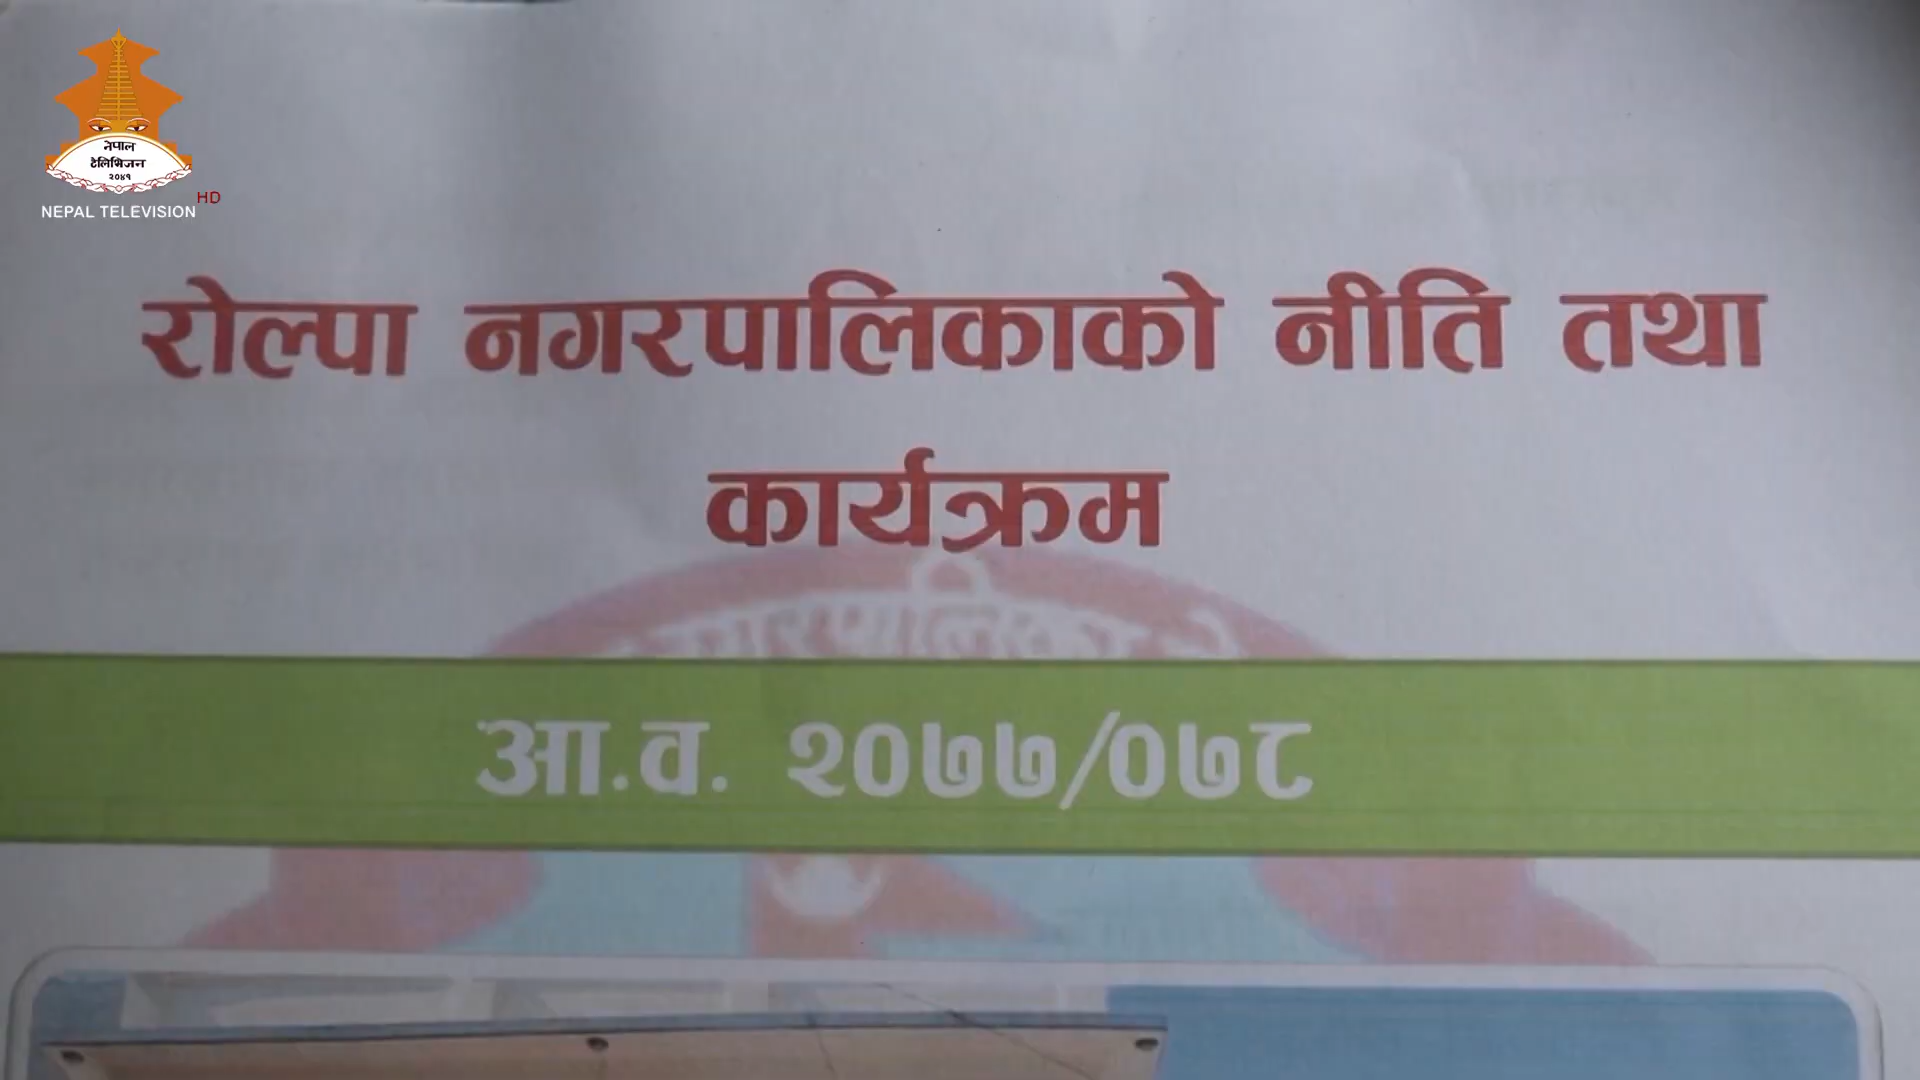 नेपाल
टेलिभिजन
२०४१
HD
NEPAL TELEVISION
रोल्पा नगरपालिकाको नीति तथा
कार्यक्रम
आ.व. २०७७/०७८